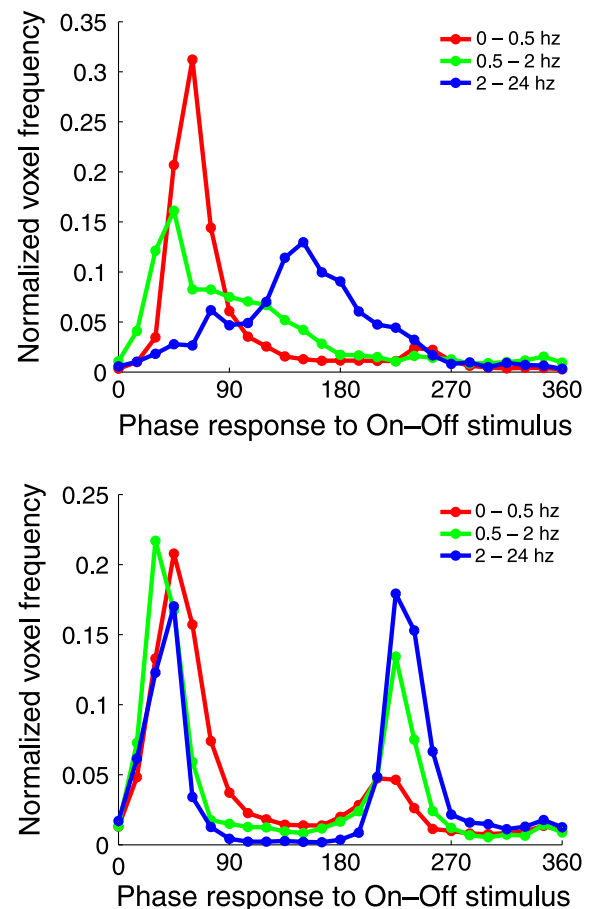 0.35
0.3
0.25
0.2
0.15
0.1
0.05
0
Normalized voxel frequency
0 – 0.5 hz
0.5 – 2 hz
2 – 24 hz
0 90 180 270 360
Phase response to On–Off stimulus
0.25
0.2
0.15
0.1
0.05
0
Normalized voxel frequency
0 – 0.5 hz
0.5 – 2 hz
2 – 24 hz
0 90 180 270 360
Phase response to On–Off stimulus